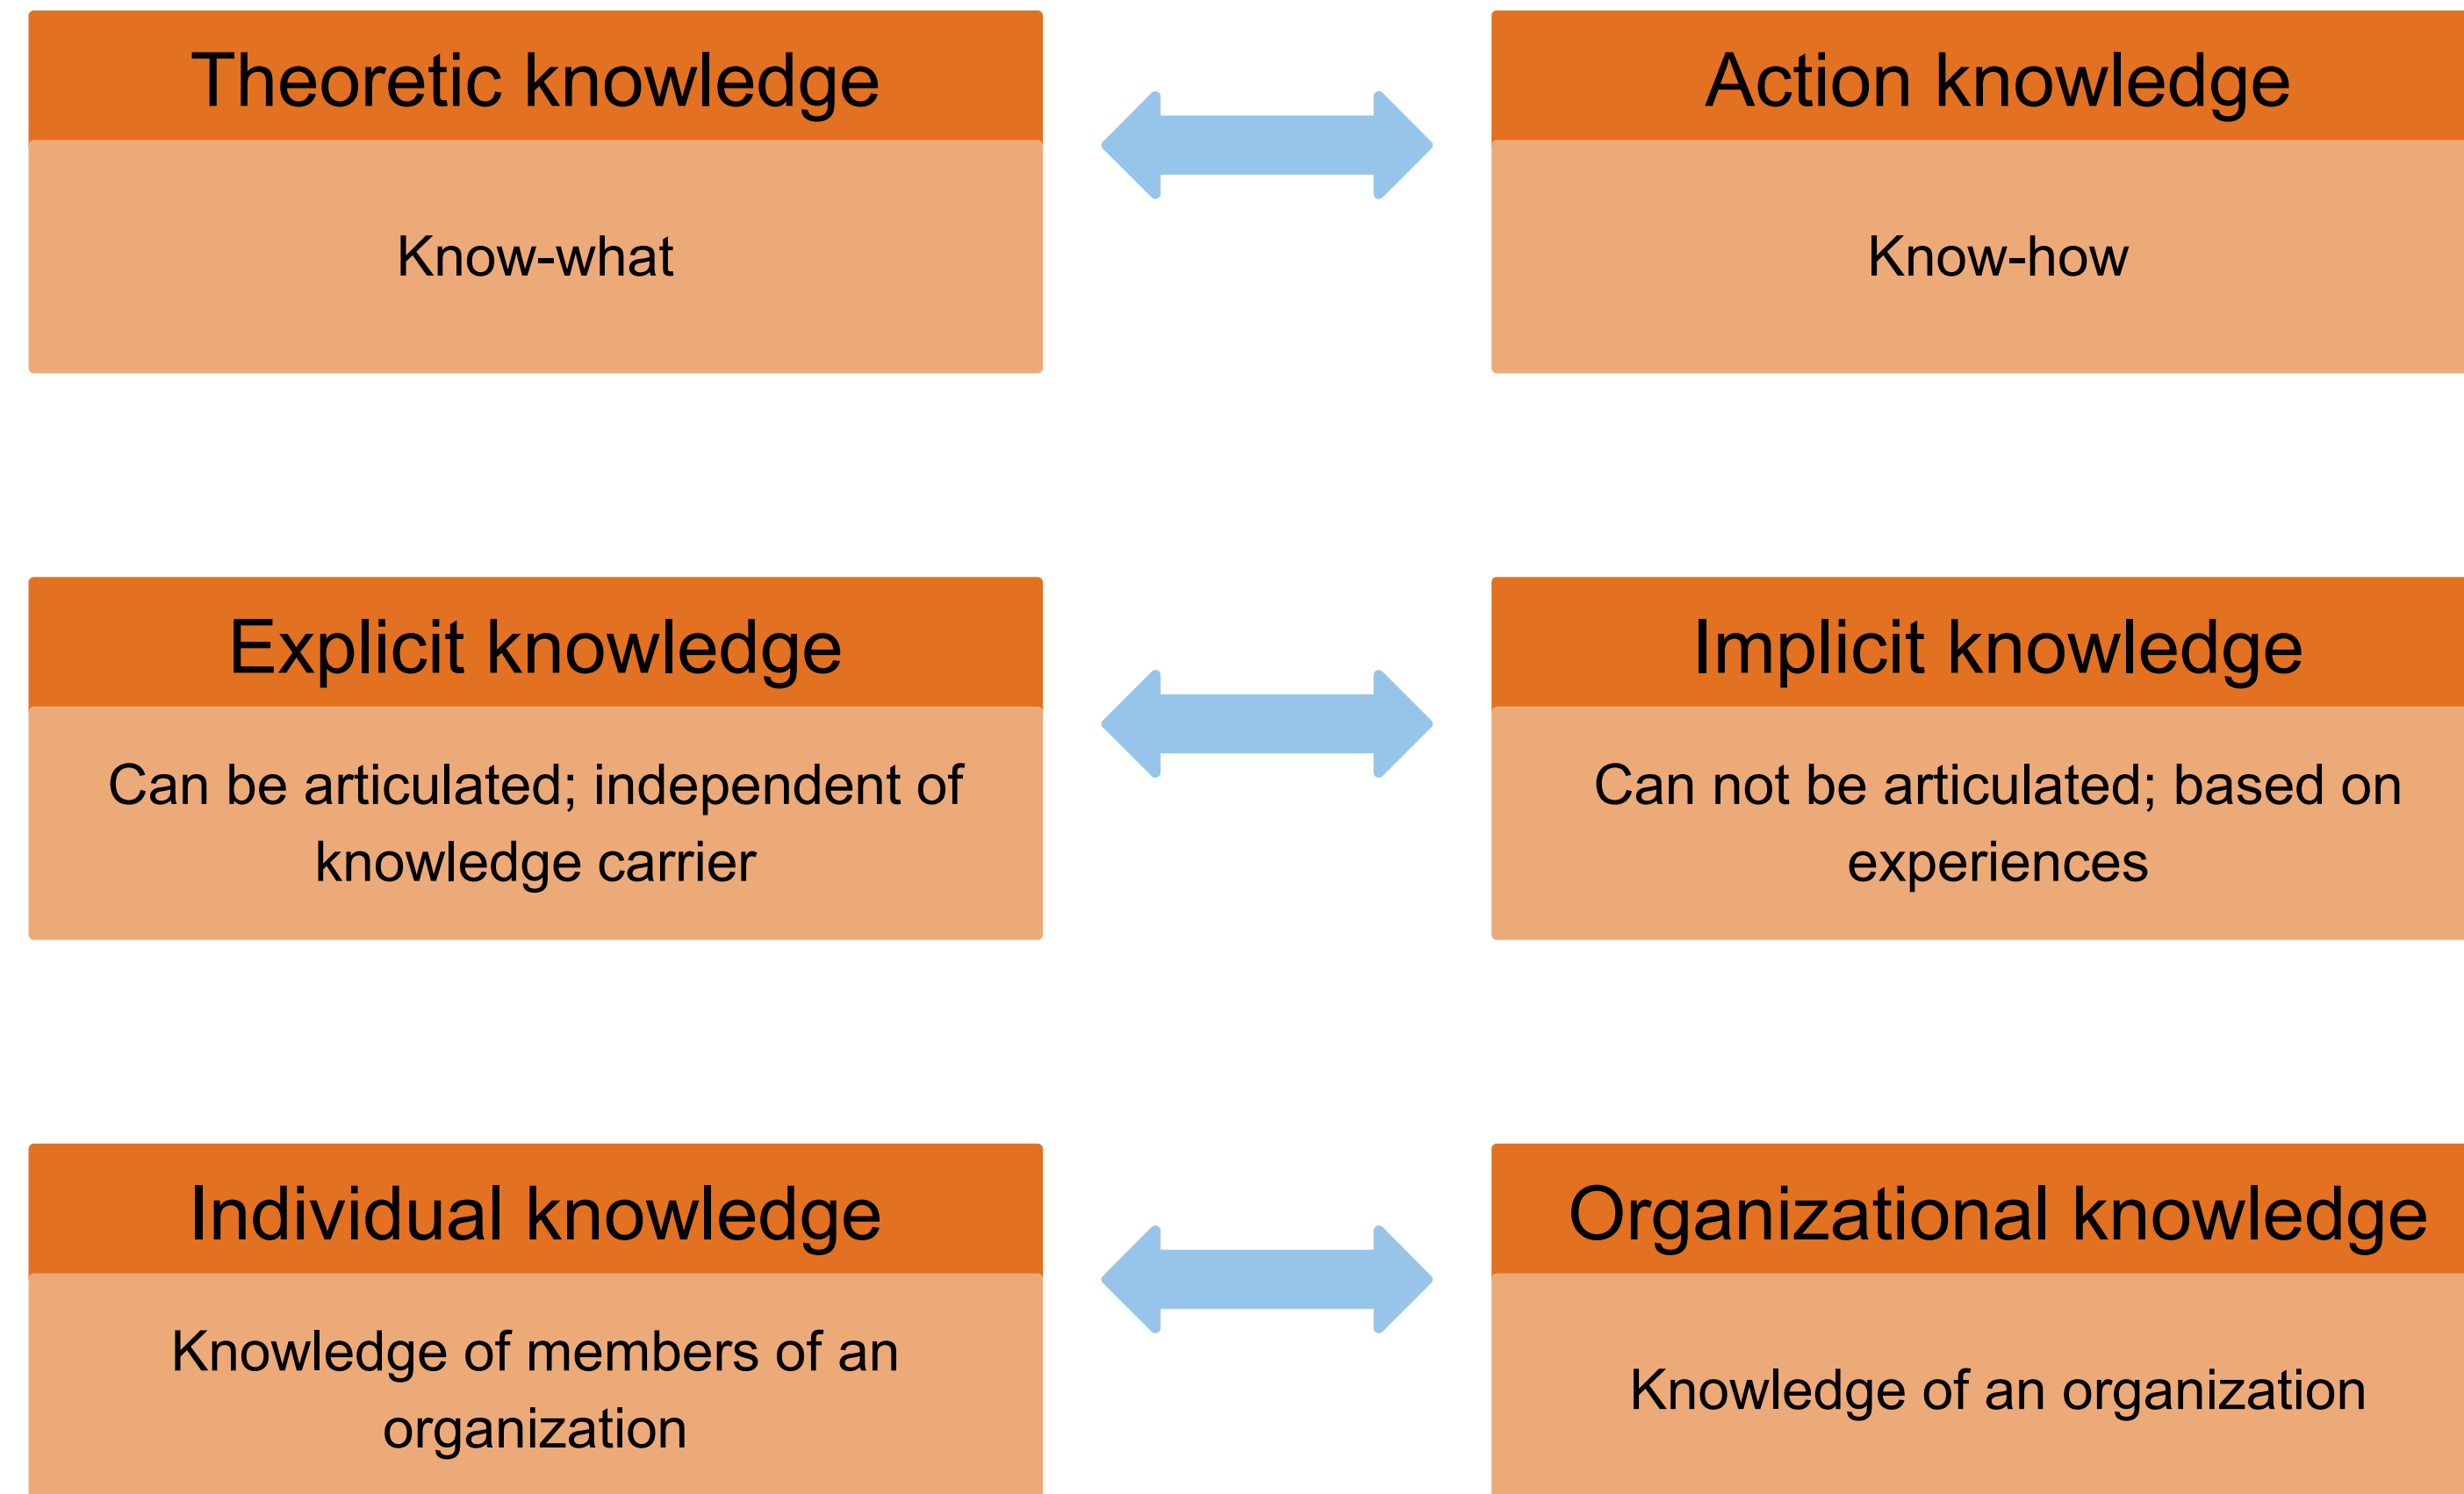 Theoretic knowledge
Know-what
Action knowledge
Know-how
Explicit knowledge
Can be articulated; independent of
knowledge carrier
Implicit knowledge
Can not be articulated; based on
experiences
Individual knowledge
Knowledge of members of an
organization
Organizational knowledge
Knowledge of an organization